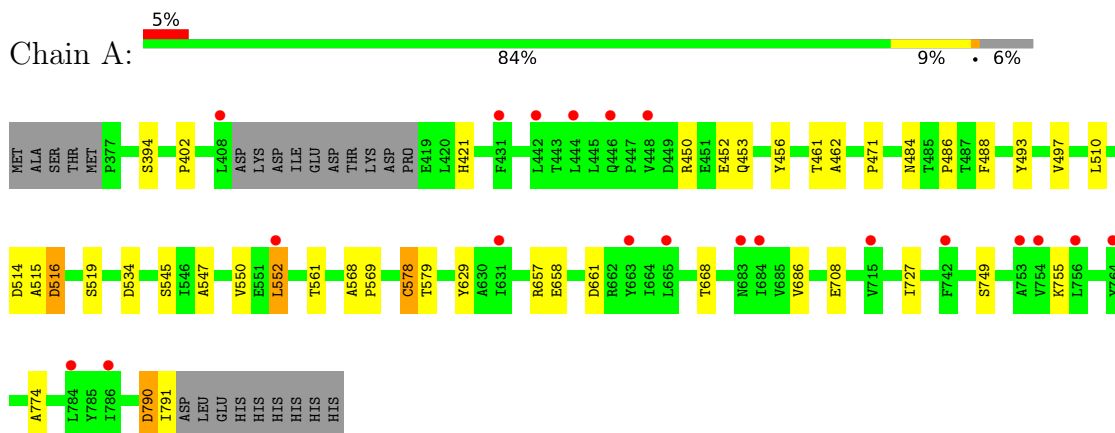 5%
Chain A:
84% 9% • 6%
MET ALA SER THR MET P377 S394 P402 L408 ASP LYS ASP ILE GLU ASP THR LYS ASP PRO E419 L420 H421 F431 L442 T443 L444 L445 Q446 P447 V448 D449 R450 E451 E452 Q453 Y456 T461 A462 P471 N484 T485 P486 T487 F488 Y493 V497 L510
D514 A515 D516 S519 D534 S545 I546 A547 V550 E551 L552 T561 A568 P569 C578 T579 Y629 A630 I631 R657 E658 D661 R662 Y663 I664 L665 T668 N683 I684 V685 V686 E708 V715 I727 F742 S749 A753 V754 K755 L756
A774 L784 Y785 I786 D790 I791 ASP LEU GLU HIS HIS HIS HIS HIS HIS